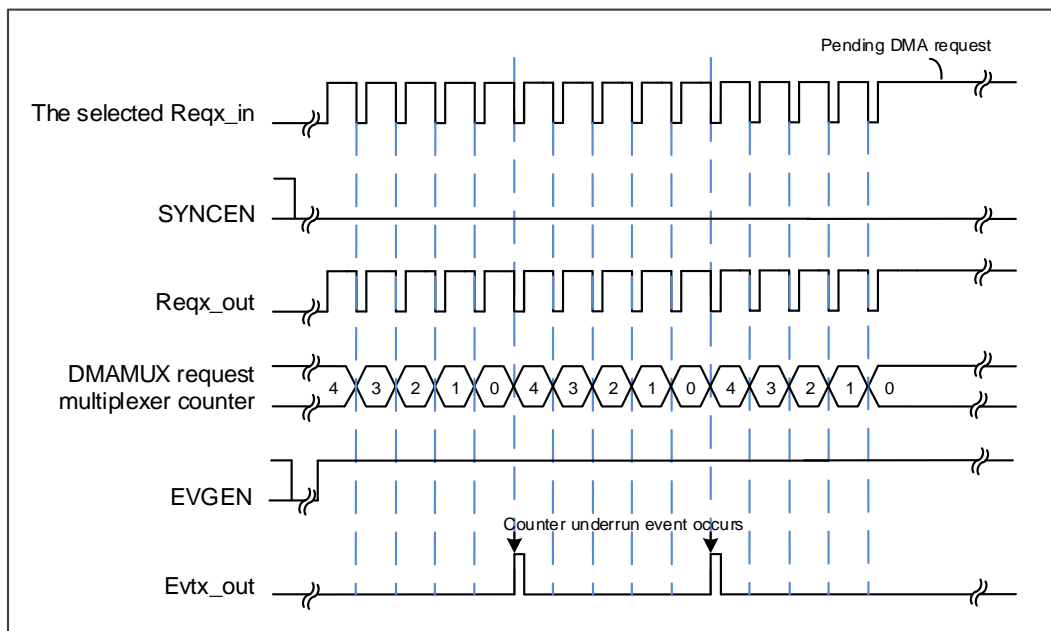 Pending DMA request
The selected Reqx_in
SYNCEN
Reqx_out
DMAMUX request
multiplexer counter
4 3 2 1 0 4 3 2 1 0 4 3 2 1 0
EVGEN
Counter underrun event occurs
Evtx_out